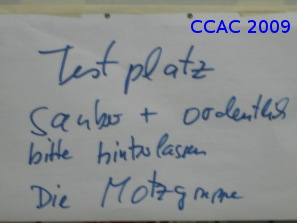 CCAC 2009
Testplatz
Sauber + ordentlich
bitte hinterlassen
Die Motzgruppe